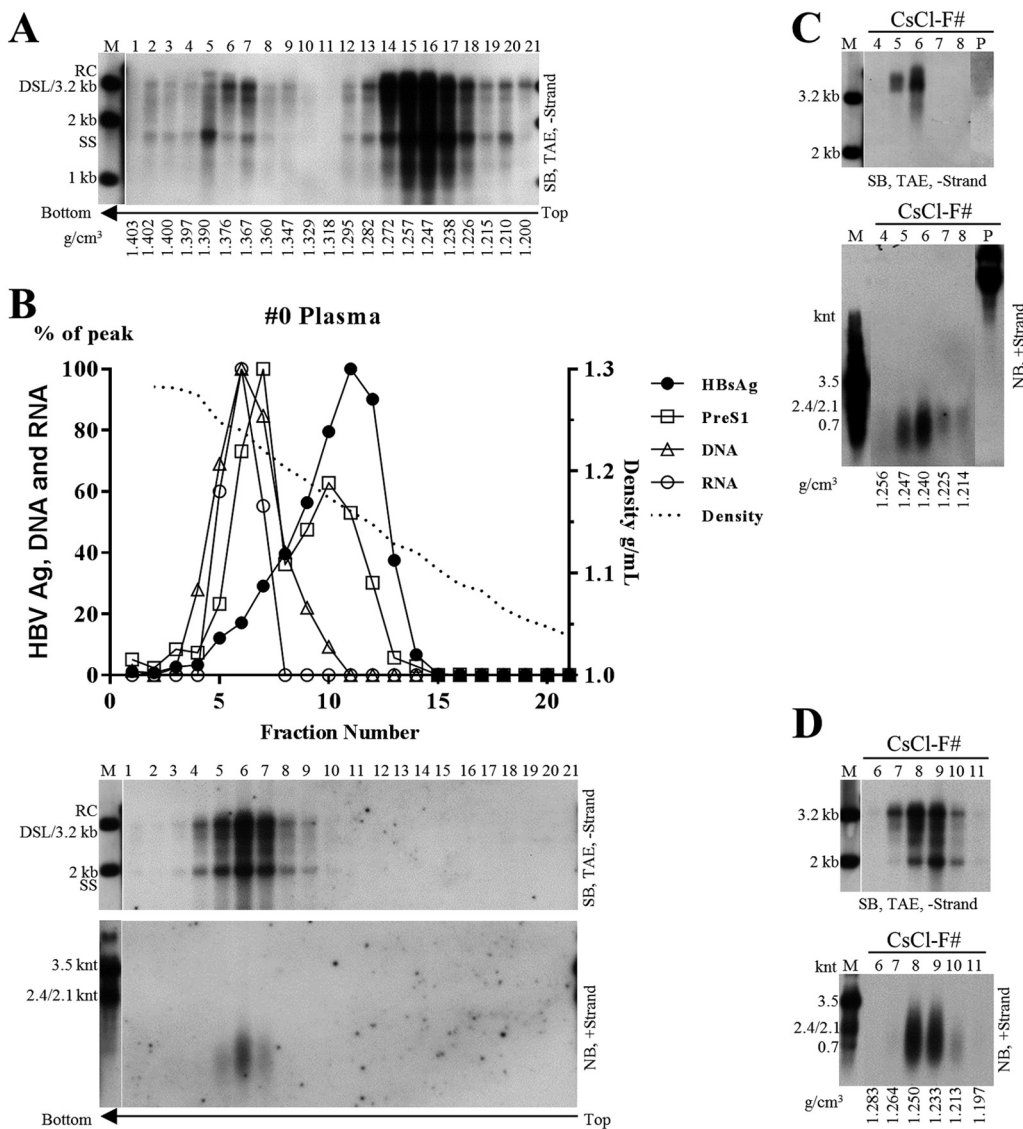 A
M 1 2 3 4 5 6 7 8 9 10 11 12 13 14 15 16 17 18 19 20 21
RC
DSL/3.2 kb
2 kb
SS
1 kb
SB, TAE, -Strand
Bottom
Top
g/cm³
1.403 1.402 1.400 1.397 1.390 1.376 1.367 1.360 1.347 1.329 1.318 1.295 1.282 1.272 1.257 1.247 1.238 1.226 1.215 1.210 1.200
B
#0 Plasma
% of peak
HBV Ag, DNA and RNA
100
80
60
40
20
0
1.3
1.2
1.1
1.0
Density g/mL
0 5 10 15 20
Fraction Number
HBsAg
PreS1
DNA
RNA
Density
M 1 2 3 4 5 6 7 8 9 10 11 12 13 14 15 16 17 18 19 20 21
RC
DSL/3.2 kb
2 kb
SS
SB, TAE, -Strand
3.5 knt
2.4/2.1 knt
NB, +Strand
Bottom
Top
C
CsCl-F#
M 4 5 6 7 8 P
3.2 kb
2 kb
SB, TAE, -Strand
CsCl-F#
M 4 5 6 7 8 P
knt
3.5
2.4/2.1
0.7
NB, +Strand
g/cm³
1.256 1.247 1.240 1.225 1.214
D
CsCl-F#
M 6 7 8 9 10 11
3.2 kb
2 kb
SB, TAE, -Strand
CsCl-F#
knt M 6 7 8 9 10 11
3.5
2.4/2.1
0.7
NB, +Strand
g/cm³
1.283 1.264 1.250 1.233 1.213 1.197